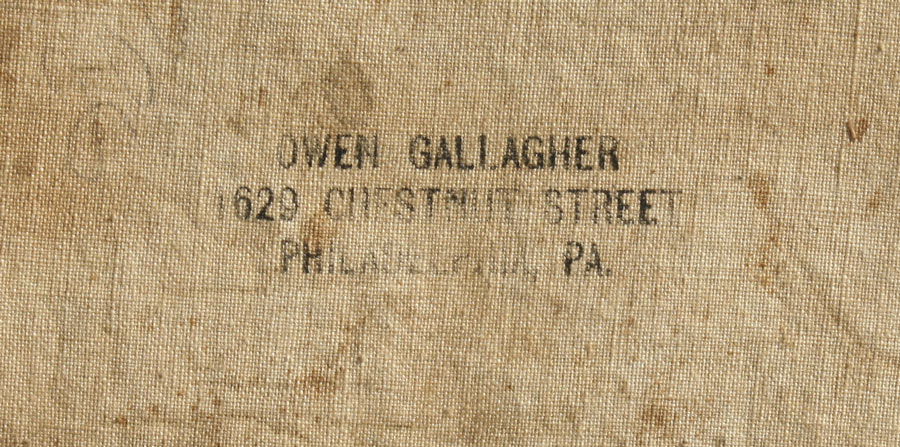 OWEN GALLAGHER
1629 CHESTNUT STREET
PHILADELPHIA, PA.